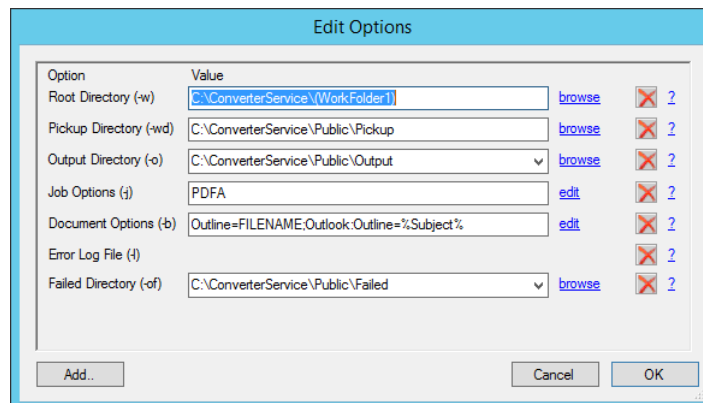 Edit Options
Option Value
Root Directory (-w) C:\ConverterService\(WorkFolder1) browse ?
Pickup Directory (-wd) C:\ConverterService\Public\Pickup browse ?
Output Directory (-o) C:\ConverterService\Public\Output browse ?
Job Options (-j) PDFA edit ?
Document Options (-b) Outline=FILENAME;Outlook:Outline=%Subject% edit ?
Error Log File (-l) ?
Failed Directory (-of) C:\ConverterService\Public\Failed browse ?
Add.. Cancel OK